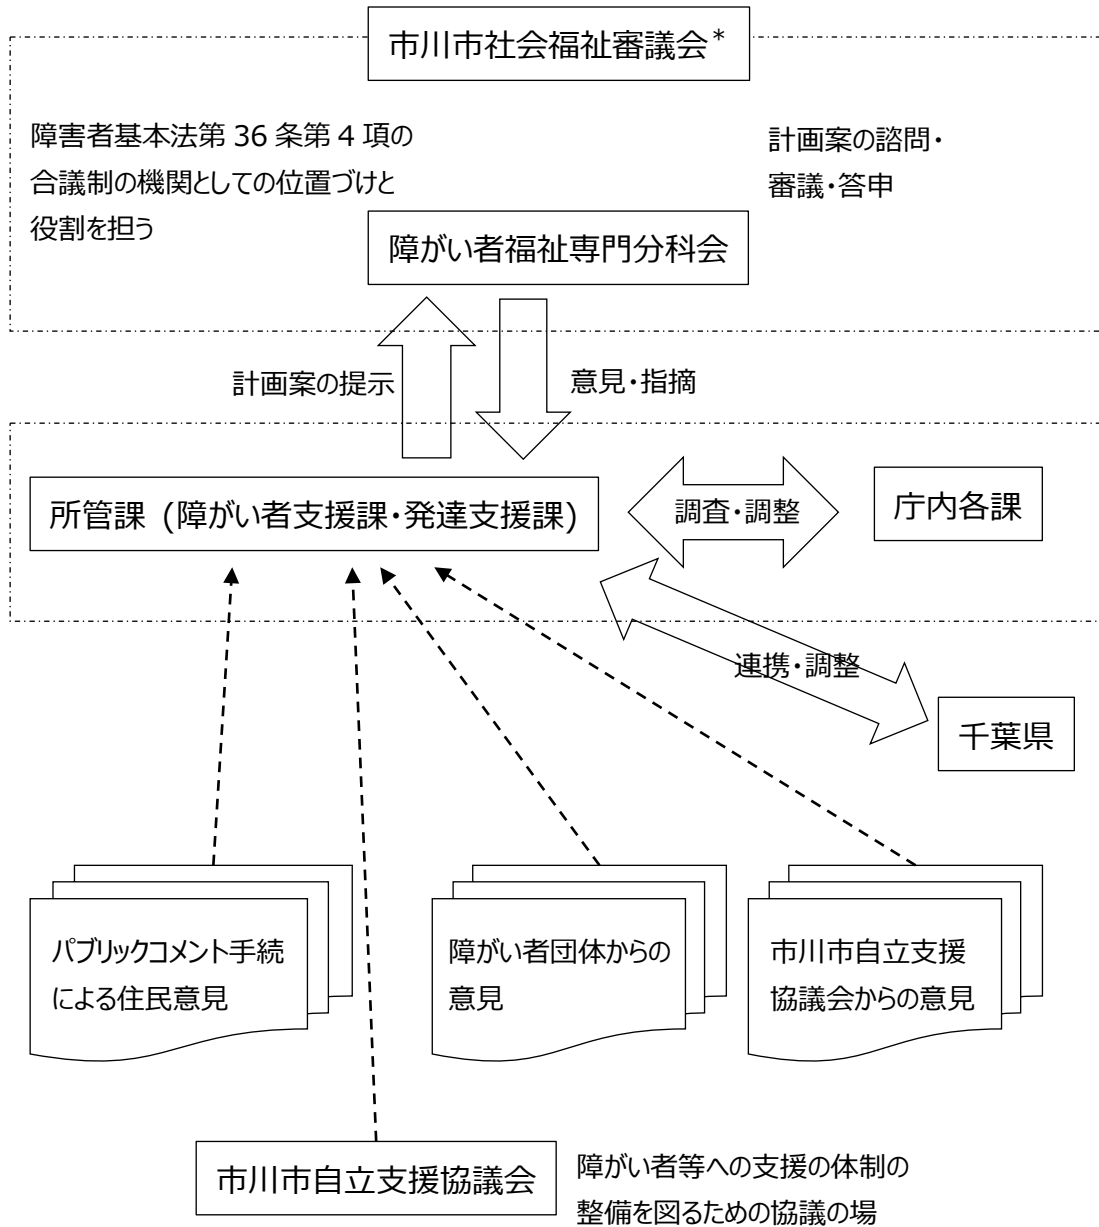 市川市社会福祉審議会*
障害者基本法第 36 条第 4 項の
合議制の機関としての位置づけと
役割を担う
計画案の諮問・
審議・答申
障がい者福祉専門分科会
計画案の提示
意見・指摘
所管課 (障がい者支援課・発達支援課)
調査・調整
庁内各課
連携・調整
千葉県
パブリックコメント手続
による住民意見
障がい者団体からの
意見
市川市自立支援
協議会からの意見
市川市自立支援協議会
障がい者等への支援の体制の
整備を図るための協議の場